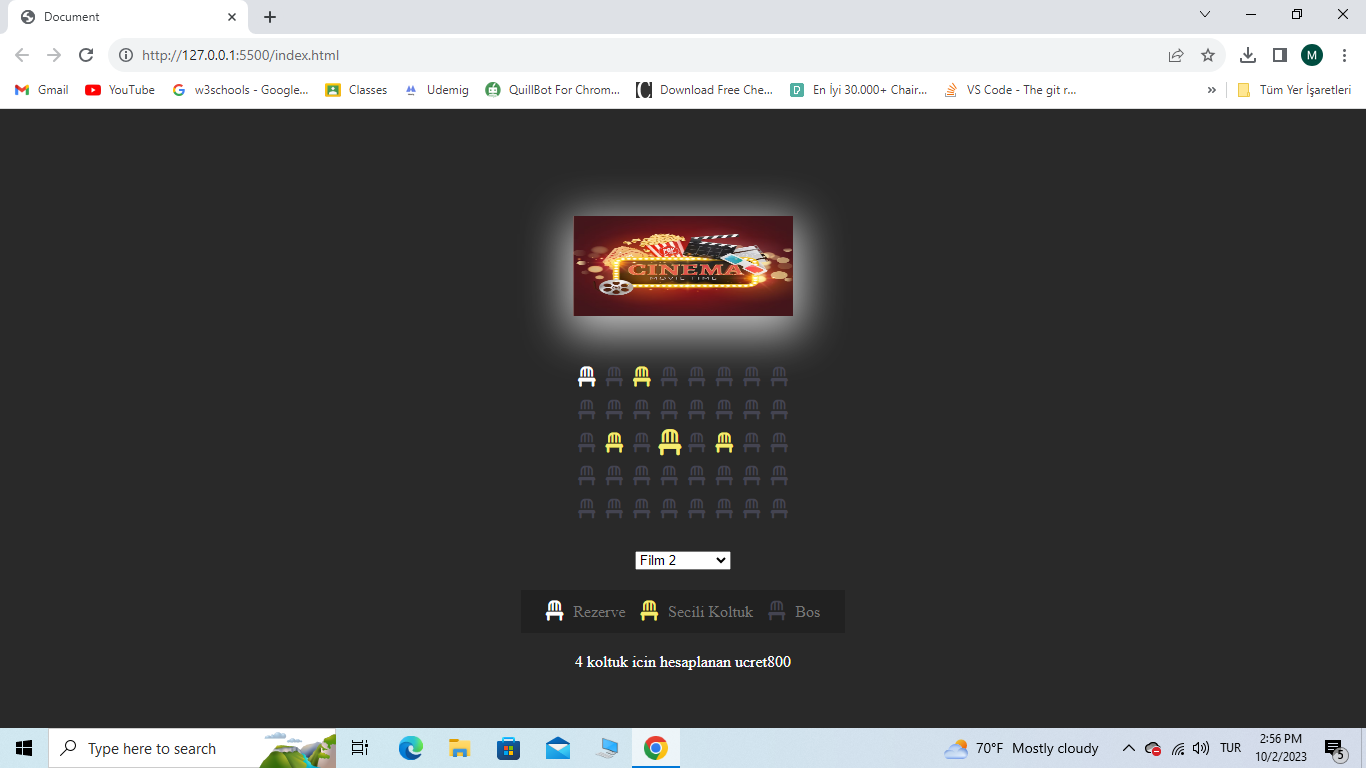 Document
http://127.0.0.1:5500/index.html
M
Gmail YouTube w3schools - Google... Classes Udemig QuillBot For Chrom... Download Free Che... En İyi 30.000+ Chair... VS Code - The git r... » Tüm Yer İşaretleri
CINEMA
MOVIE TIME
Film 2
Rezerve Secili Koltuk Bos
4 koltuk icin hesaplanan ucret800
Type here to search
70°F Mostly cloudy
TUR
2:56 PM
10/2/2023
5